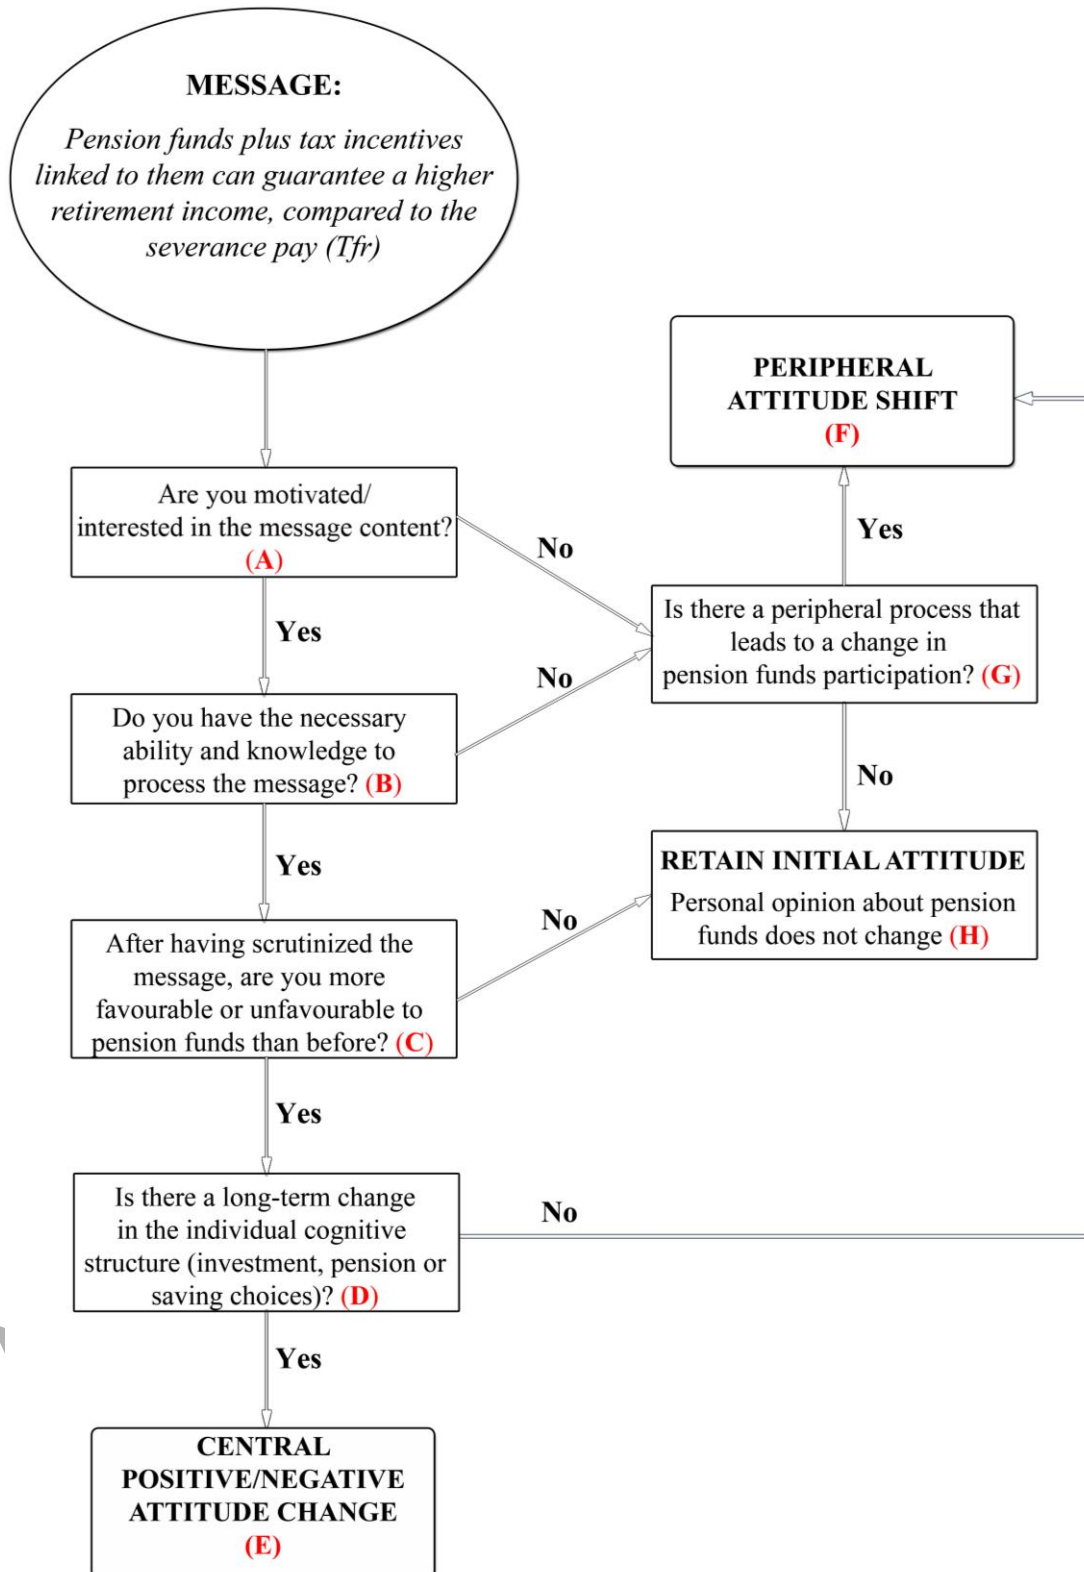 MESSAGE:
Pension funds plus tax incentives
linked to them can guarantee a higher
retirement income, compared to the
severance pay (Tfr)
PERIPHERAL
ATTITUDE SHIFT
(F)
Are you motivated/
interested in the message content?
(A)
No
Yes
Yes
Is there a peripheral process that
leads to a change in
pension funds participation? (G)
No
Do you have the necessary
ability and knowledge to
process the message? (B)
No
Yes
RETAIN INITIAL ATTITUDE
Personal opinion about pension
funds does not change (H)
No
After having scrutinized the
message, are you more
favourable or unfavourable to
pension funds than before? (C)
Yes
Is there a long-term change
in the individual cognitive
structure (investment, pension or
saving choices)? (D)
No
Yes
CENTRAL
POSITIVE/NEGATIVE
ATTITUDE CHANGE
(E)